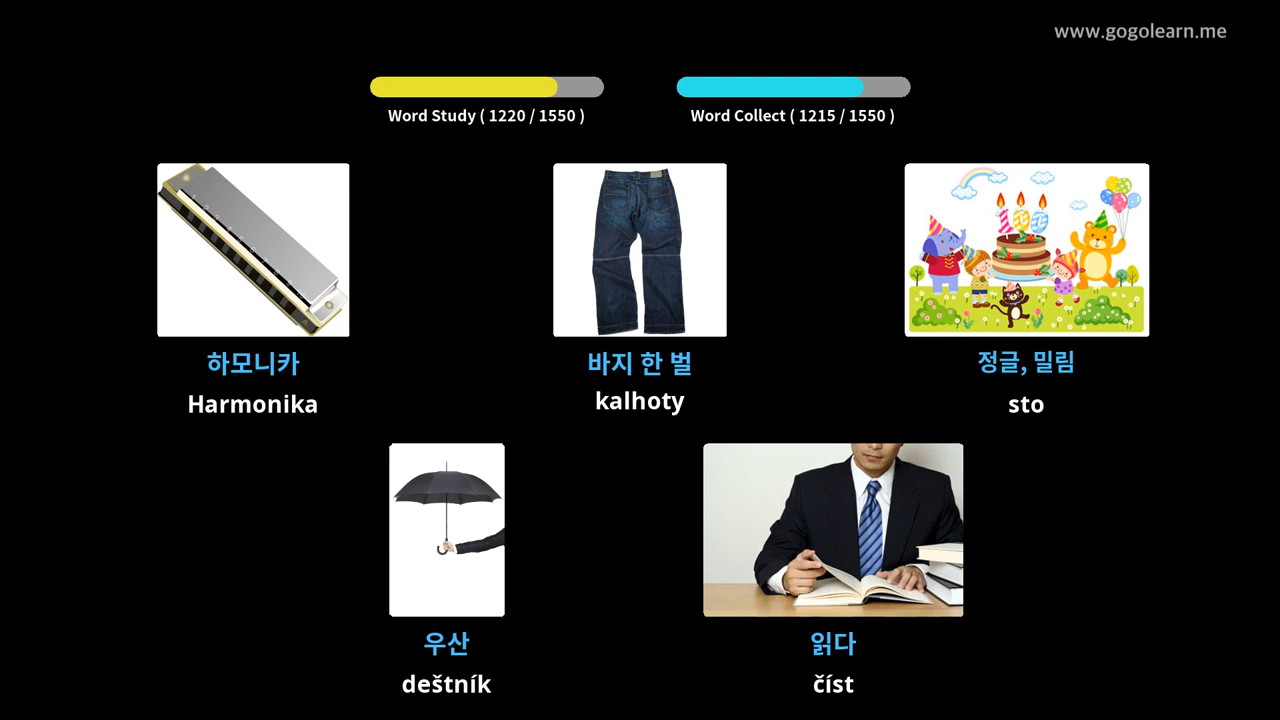 www.gogolearn.me
Word Study ( 1220 / 1550 )
Word Collect ( 1215 / 1550 )
하모니카
Harmonika
바지 한 벌
kalhoty
100
정글, 밀림
sto
우산
deštník
읽다
číst